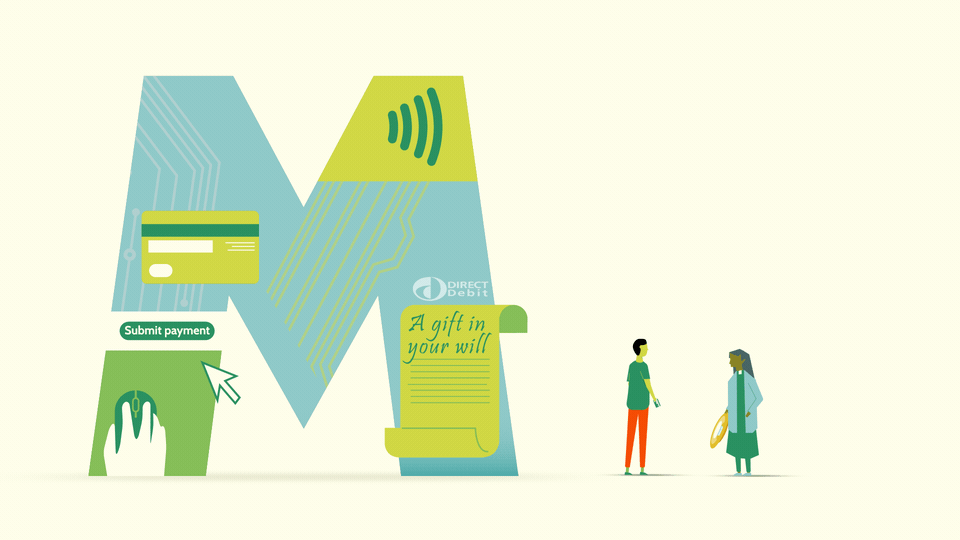 DIRECT
Debit
A gift in
your will
Submit payment